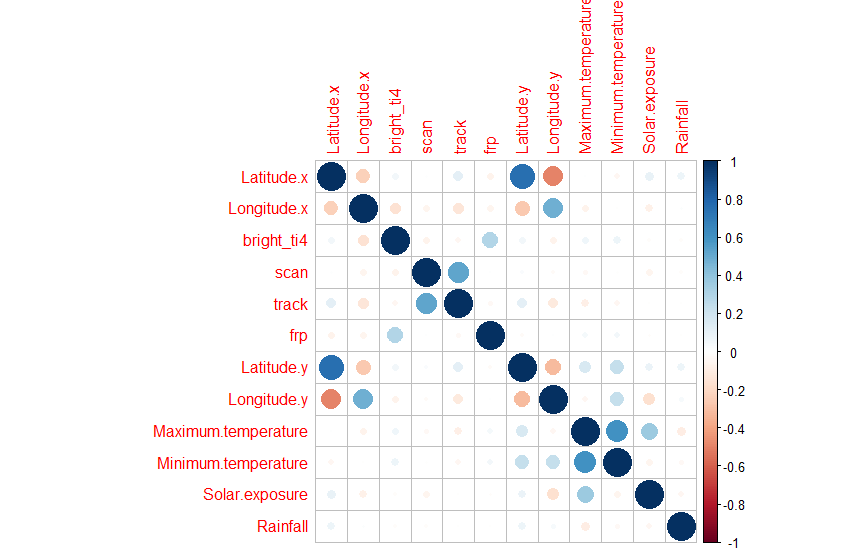 Latitude.x
Longitude.x
bright_ti4
scan
track
frp
Latitude.y
Longitude.y
Maximum.temperature
Minimum.temperature
Solar.exposure
Rainfall
Latitude.x
Longitude.x
bright_ti4
scan
track
frp
Latitude.y
Longitude.y
Maximum.temperature
Minimum.temperature
Solar.exposure
Rainfall
1
0.8
0.6
0.4
0.2
0
-0.2
-0.4
-0.6
-0.8
-1